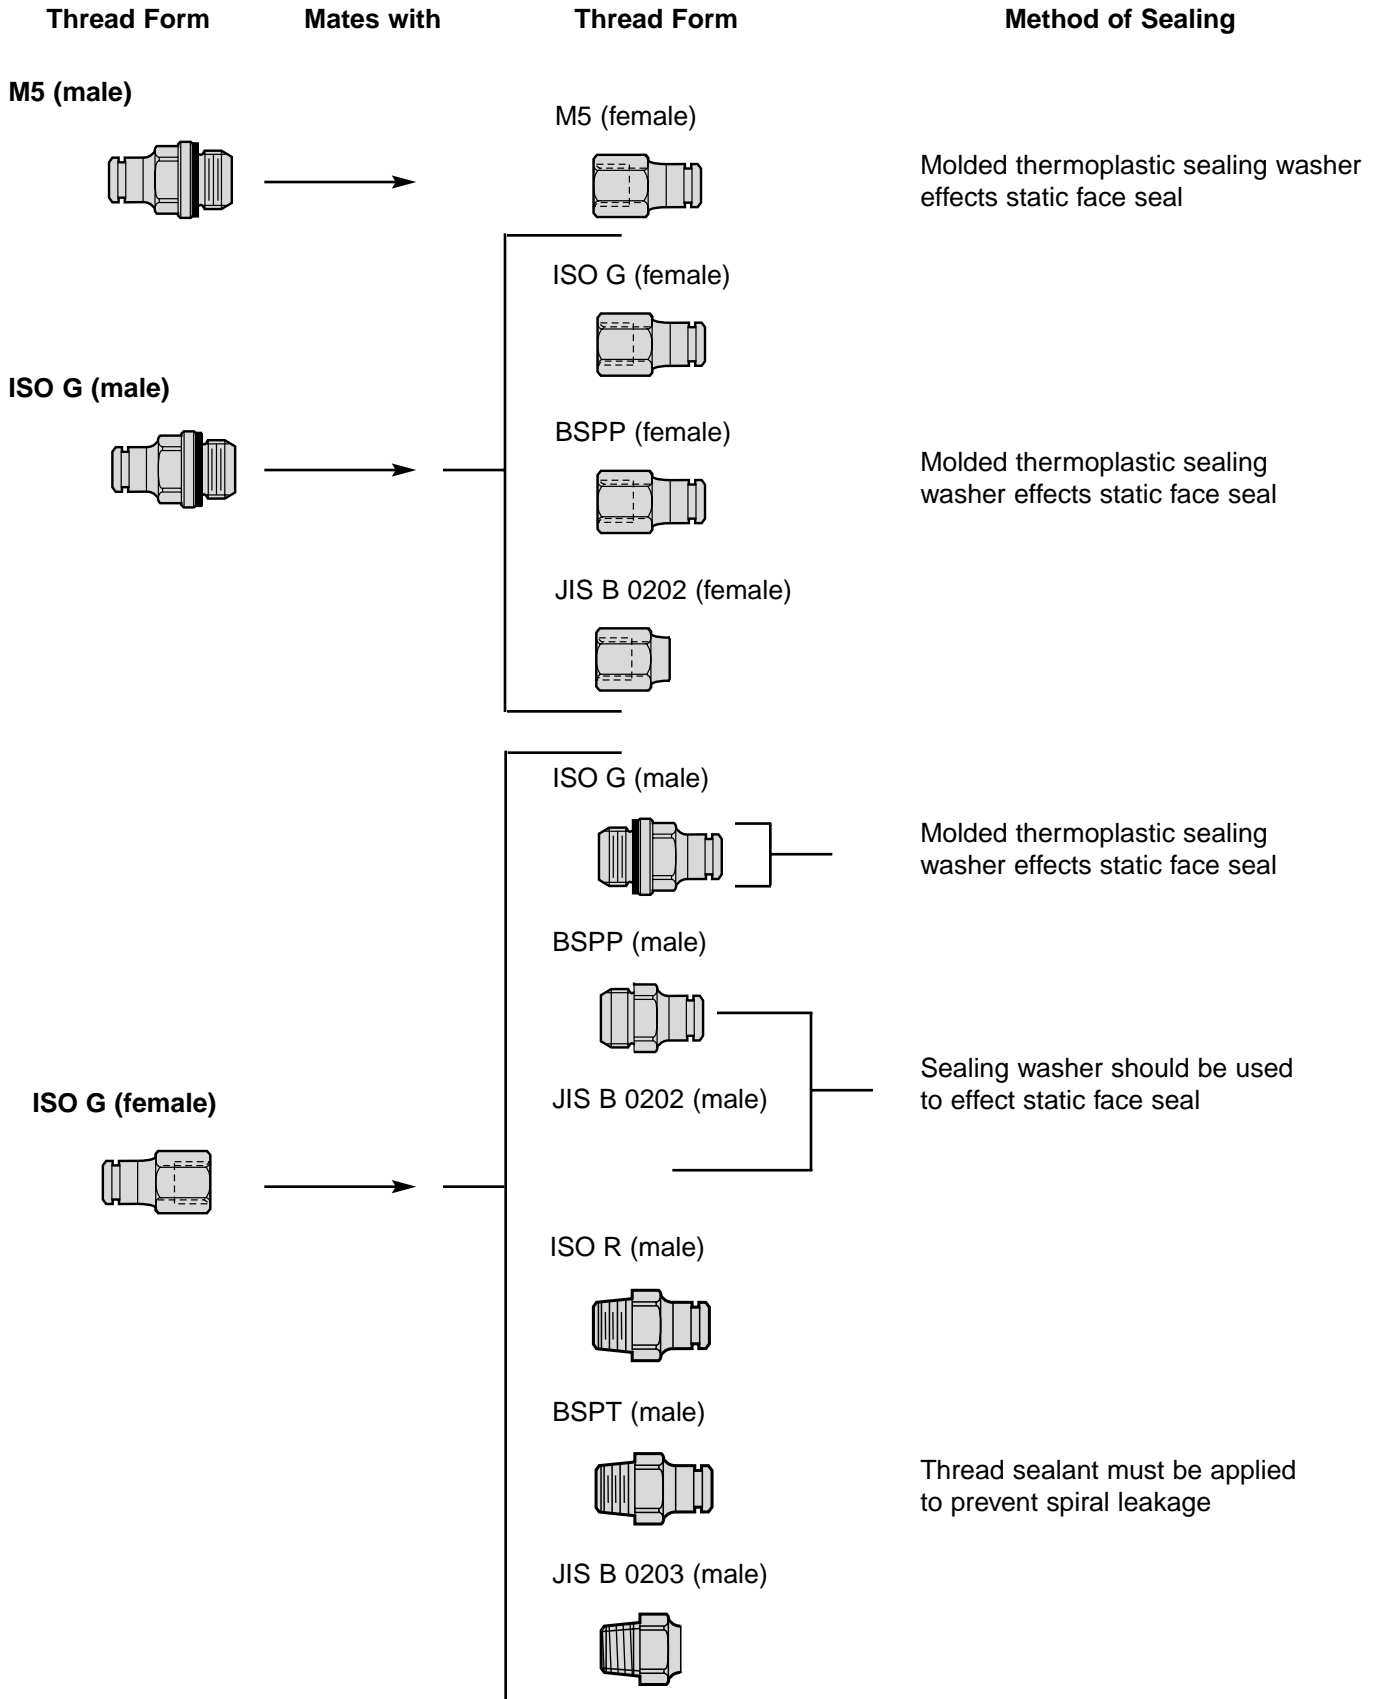 Thread Form Mates with Thread Form Method of Sealing
M5 (male)
M5 (female)
Molded thermoplastic sealing washer
effects static face seal
ISO G (female)
ISO G (male)
BSPP (female)
Molded thermoplastic sealing
washer effects static face seal
JIS B 0202 (female)
ISO G (male)
Molded thermoplastic sealing
washer effects static face seal
BSPP (male)
Sealing washer should be used
to effect static face seal
ISO G (female)
JIS B 0202 (male)
ISO R (male)
BSPT (male)
Thread sealant must be applied
to prevent spiral leakage
JIS B 0203 (male)